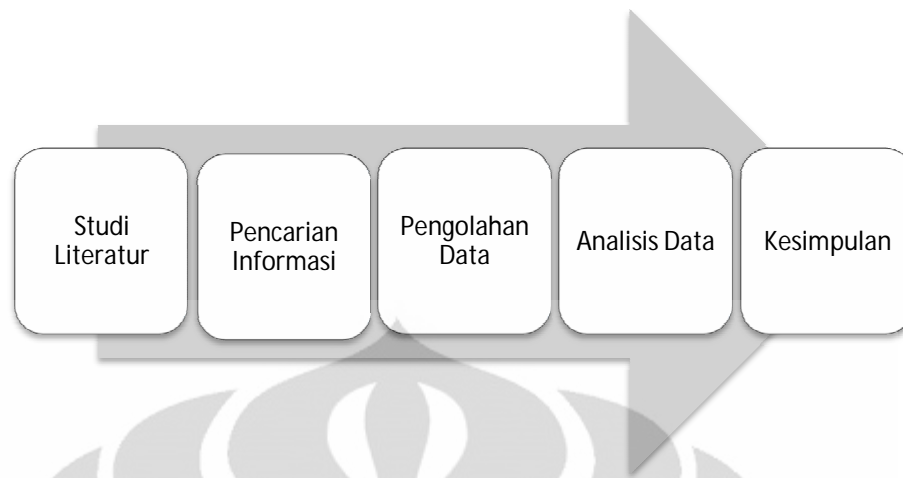 Studi
Literatur
Pencarian
Informasi
Pengolahan
Data
Analisis Data
Kesimpulan